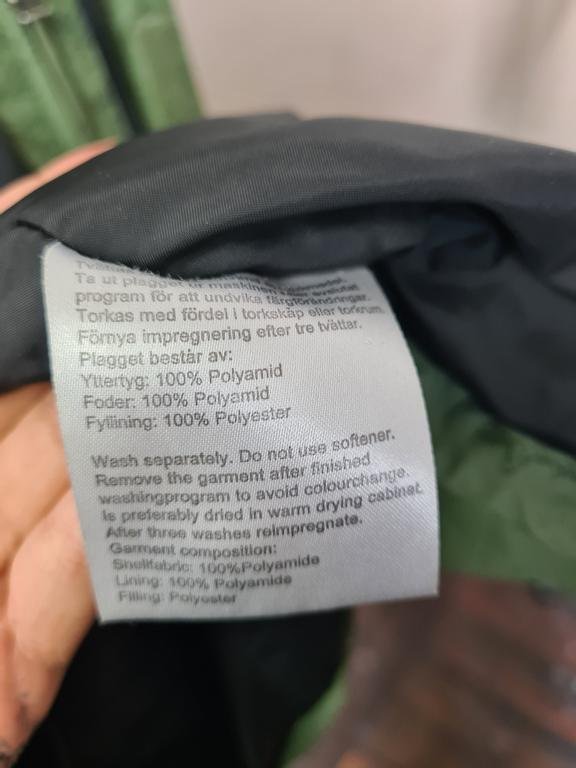 Ta ut plagget ur maskinen
program för att undvika färgförändringar.
Torkas med fördel i torkskåp eller torkrum.
Förnya impregnering efter tre tvättar.
Plagget består av:
Yttertyg: 100% Polyamid
Foder: 100% Polyamid
Fyllning: 100% Polyester
Wash separately. Do not use softener.
Remove the garment after finished
washingprogram to avoid colourchange.
Is preferably dried in warm drying cabinet.
After three washes reimpregnate.
Garment composition:
Shellfabric: 100%Polyamide
Lining: 100% Polyamide
Filling: Polyester